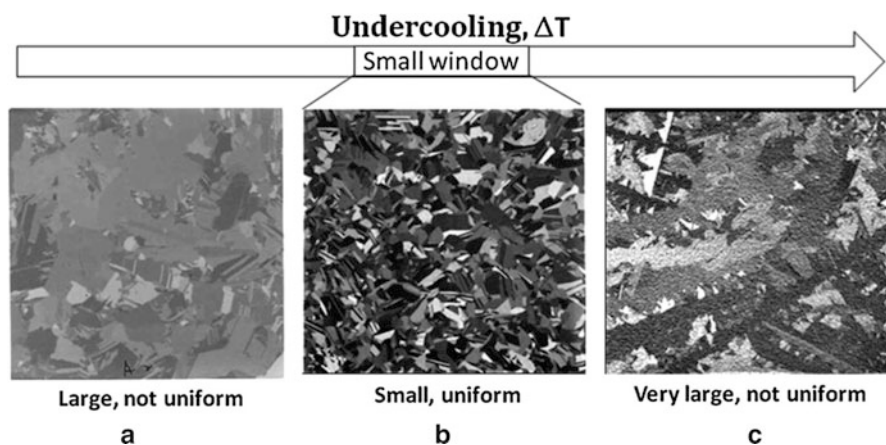 Undercooling, ΔT
Small window
Large, not uniform
Small, uniform
Very large, not uniform
a
b
c